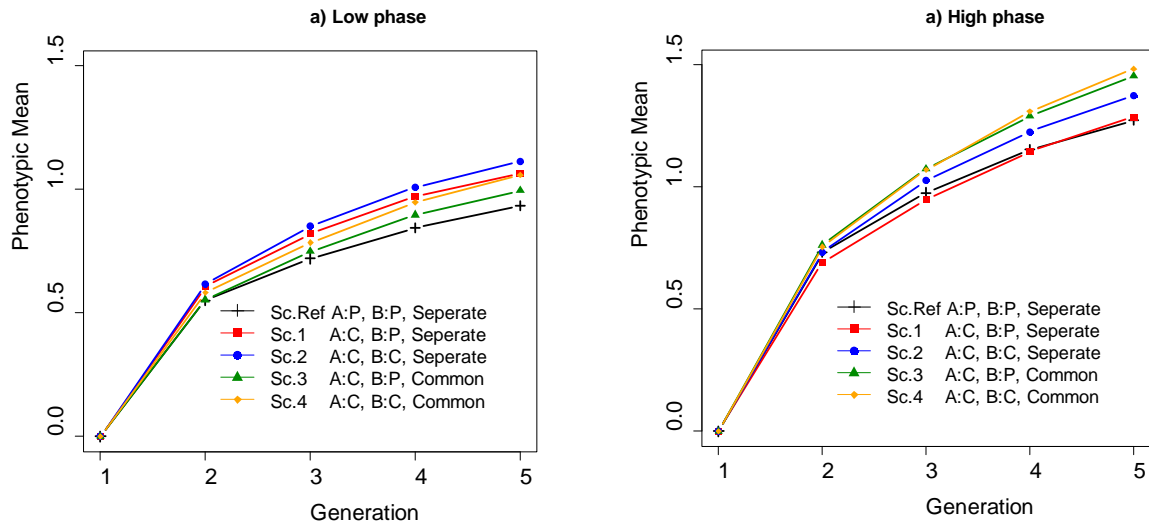 a) Low phase
Phenotypic Mean
0.0 0.5 1.0 1.5
Sc.Ref A:P, B:P, Seperate
Sc.1 A:C, B:P, Seperate
Sc.2 A:C, B:C, Seperate
Sc.3 A:C, B:P, Common
Sc.4 A:C, B:C, Common
1 2 3 4 5
Generation
a) High phase
Phenotypic Mean
0.0 0.5 1.0 1.5
Sc.Ref A:P, B:P, Seperate
Sc.1 A:C, B:P, Seperate
Sc.2 A:C, B:C, Seperate
Sc.3 A:C, B:P, Common
Sc.4 A:C, B:C, Common
1 2 3 4 5
Generation